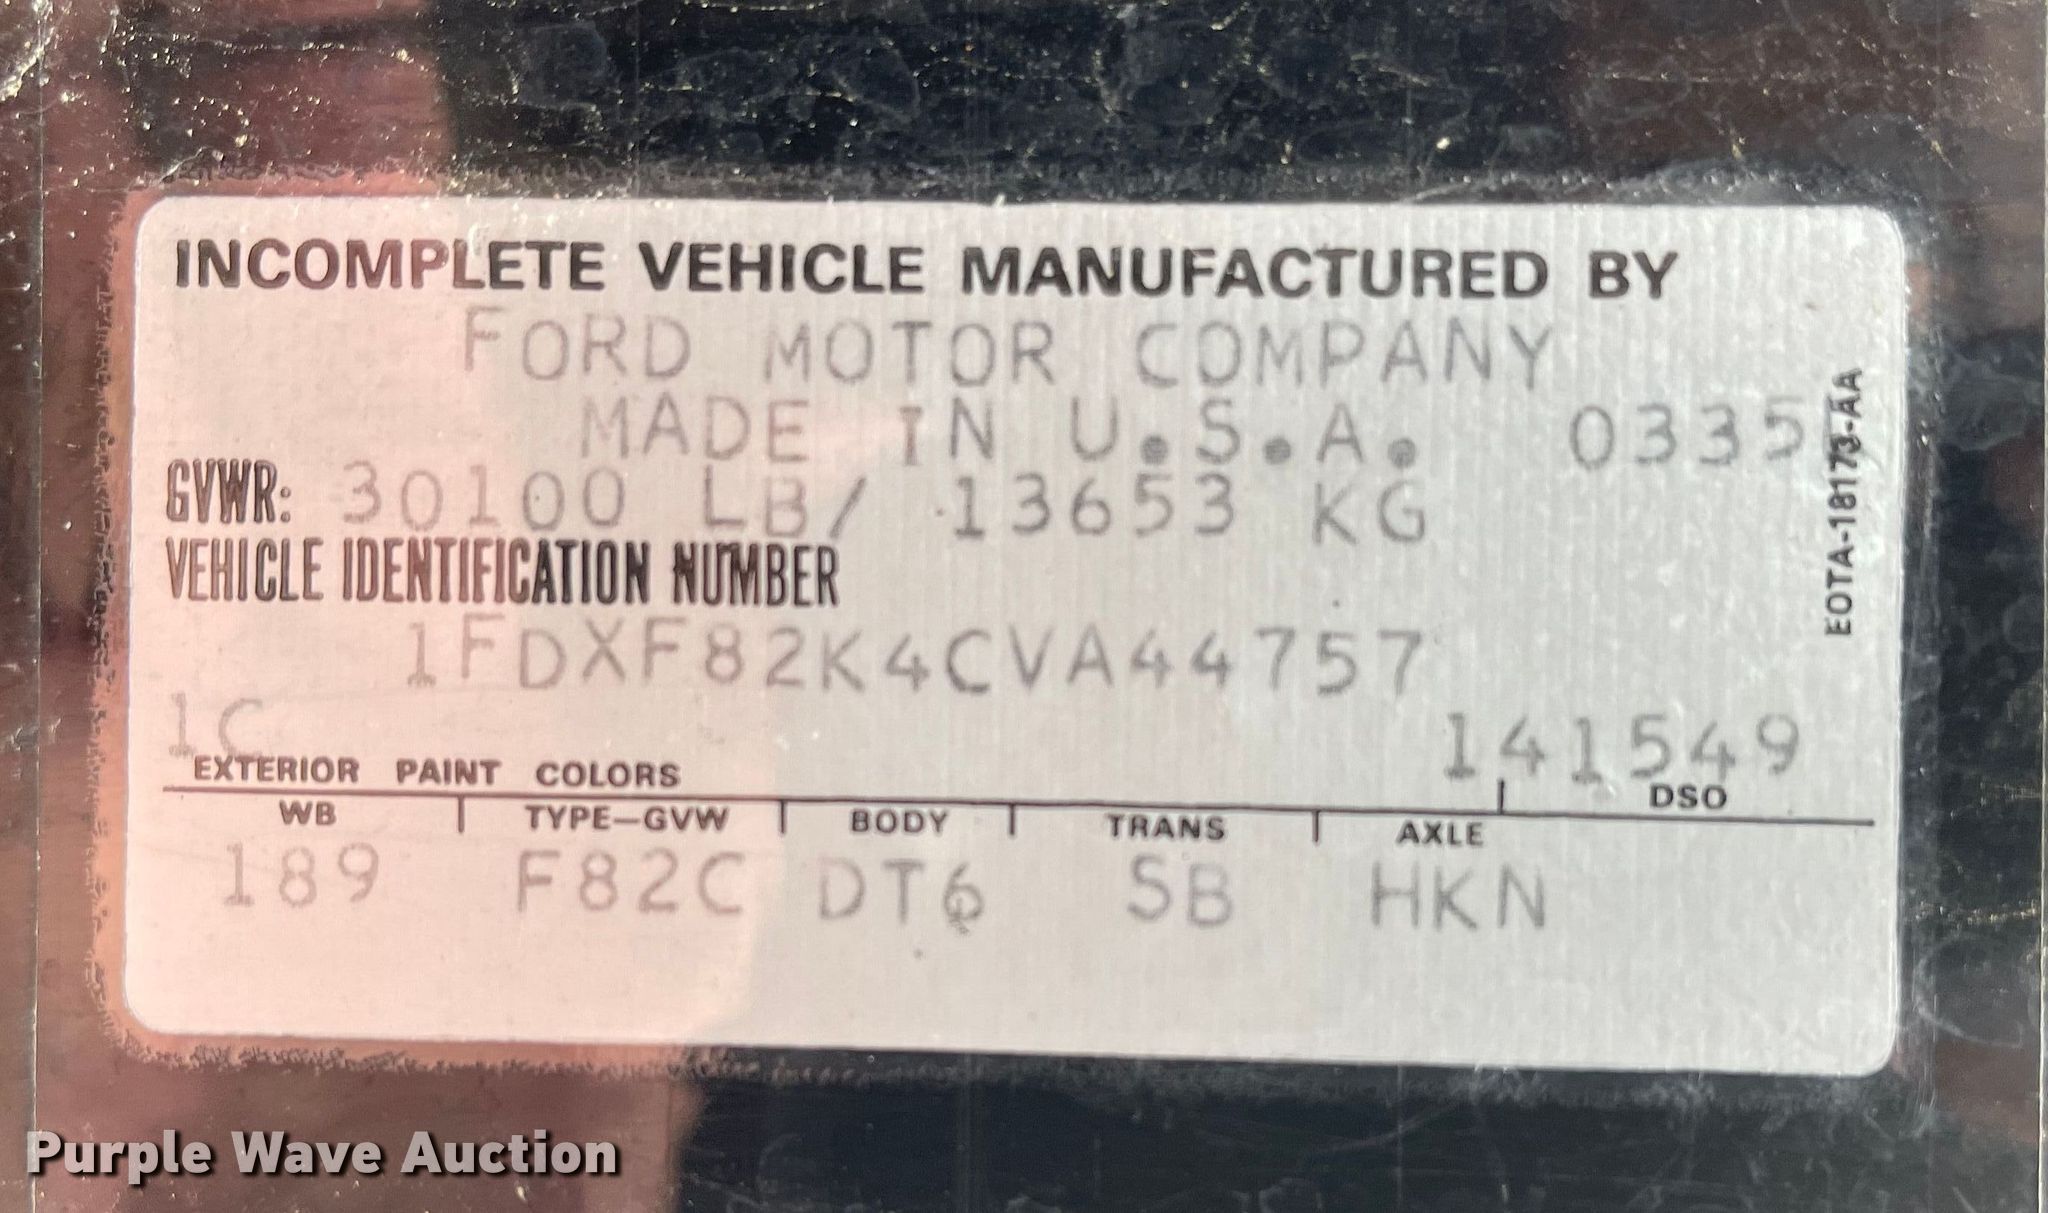 INCOMPLETE VEHICLE MANUFACTURED BY
FORD MOTOR COMPANY
MADE IN U.S.A. 0335
GVWR: 30100 LB/ 13653 KG
VEHICLE IDENTIFICATION NUMBER
1FDXF82K4CVA44757
1C 141549
EXTERIOR PAINT COLORS DSO
WB TYPE-GVW BODY TRANS AXLE
189 F82C DT6 SB HKN
EOTA-18173-AA
Purple Wave Auction